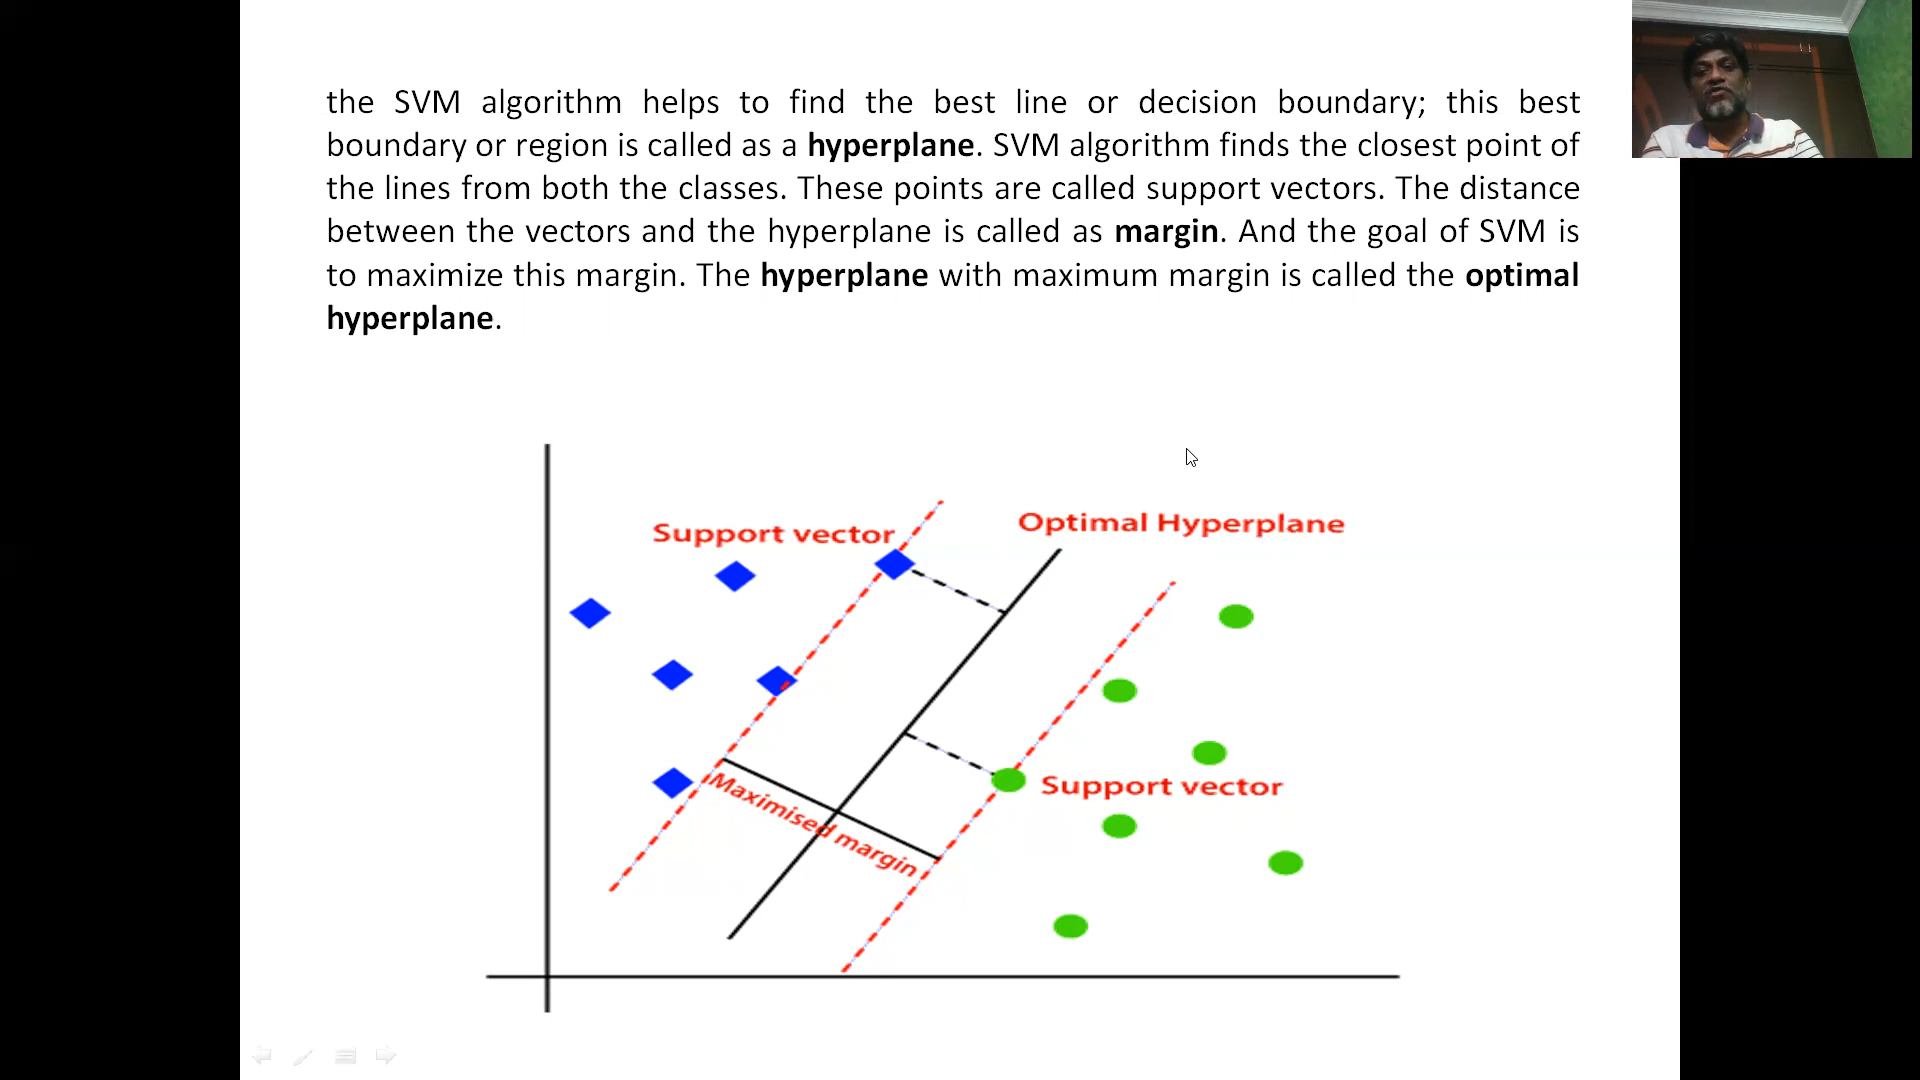 the SVM algorithm helps to find the best line or decision boundary; this best
boundary or region is called as a hyperplane. SVM algorithm finds the closest point of
the lines from both the classes. These points are called support vectors. The distance
between the vectors and the hyperplane is called as margin. And the goal of SVM is
to maximize this margin. The hyperplane with maximum margin is called the optimal
hyperplane.
Support vector
Optimal Hyperplane
Maximised margin
Support vector